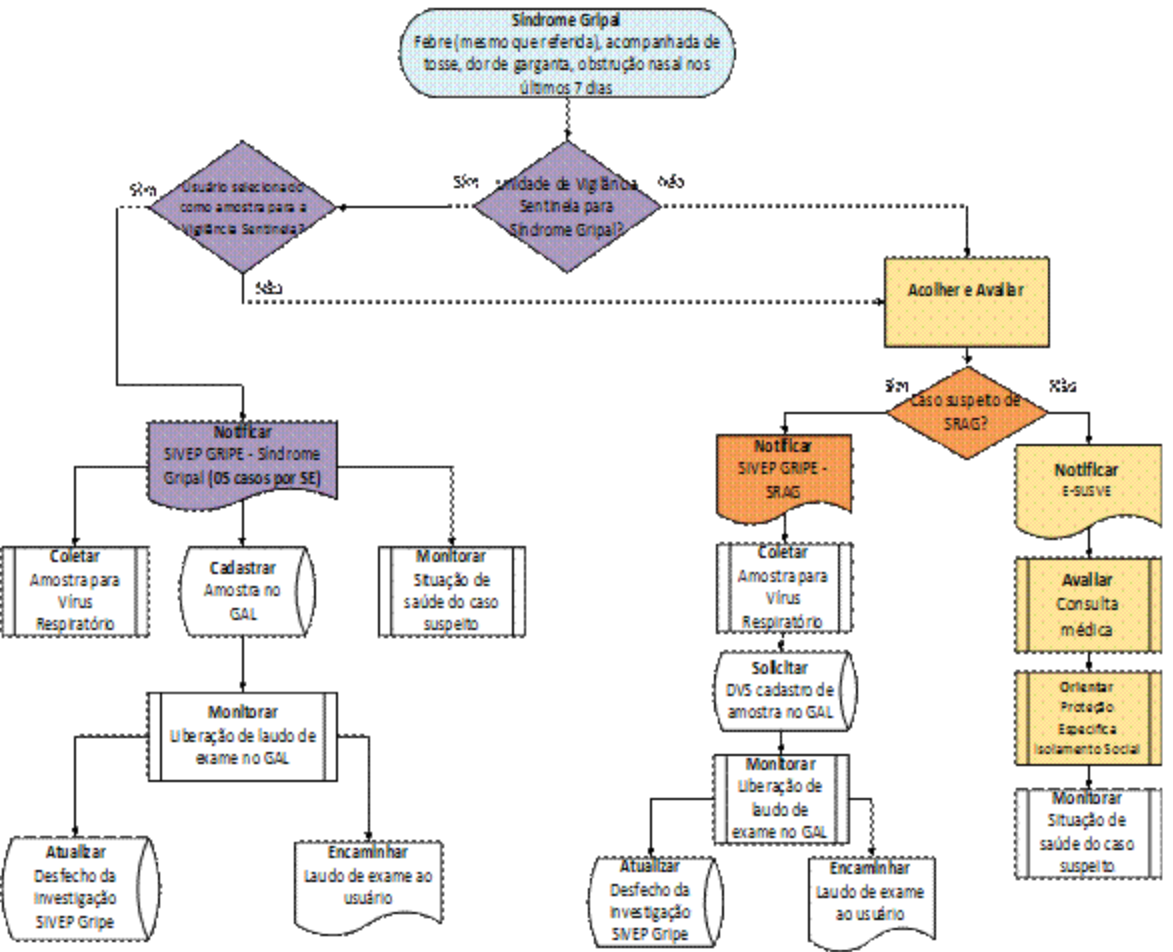 Síndrome Gripal
Febre (mesmo que referida), acompanhada de
tosse, dor de garganta, obstrução nasal nos
últimos 7 dias
Sim
Usuário selecionado
como amostra para a
Vigilância Sentinela?
Não
Sim
Unidade de Vigilância
Sentinela para
Síndrome Gripal?
Não
Acolher e Avaliar
Sim
Caso suspeito de
SRAG?
Não
Notificar
SIVEP GRIPE - Síndrome
Gripal (05 casos por SE)
Coletar
Amostra para
Vírus
Respiratório
Cadastrar
Amostra no
GAL
Monitorar
Situação de
saúde do caso
suspeito
Monitorar
Liberação de laudo de
exame no GAL
Atualizar
Desfecho da
Investigação
SIVEP Gripe
Encaminhar
Laudo de exame ao
usuário
Notificar
SIVEP GRIPE -
SRAG
Coletar
Amostra para
Vírus
Respiratório
Solicitar
DVS cadastro de
amostra no GAL
Monitorar
Liberação de
laudo de
exame no GAL
Atualizar
Desfecho da
Investigação
SIVEP Gripe
Encaminhar
Laudo de exame
ao usuário
Notificar
E-SUSVE
Avaliar
Consulta
médica
Orientar
Proteção
Específica
Isolamento Social
Monitorar
Situação de
saúde do caso
suspeito